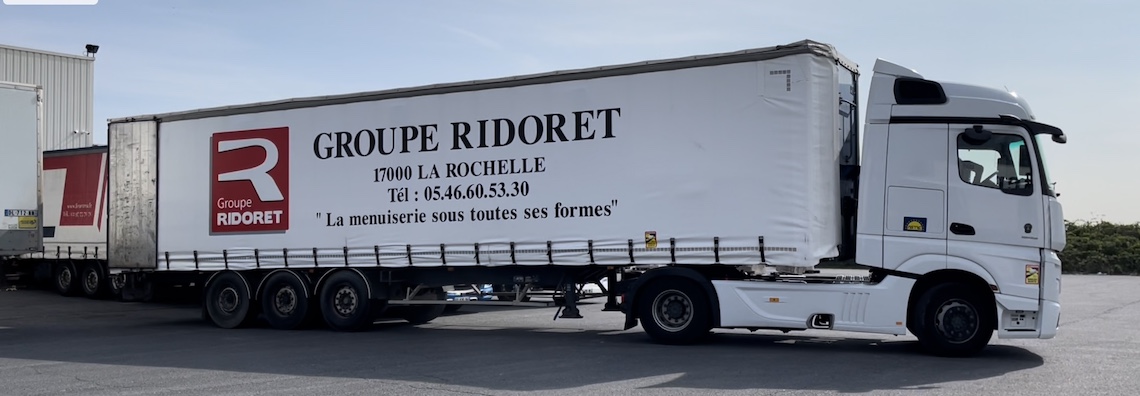 GROUPE RIDORET
17000 LA ROCHELLE
Tél : 05.46.60.53.30
" La menuiserie sous toutes ses formes"
R
Groupe
RIDORET